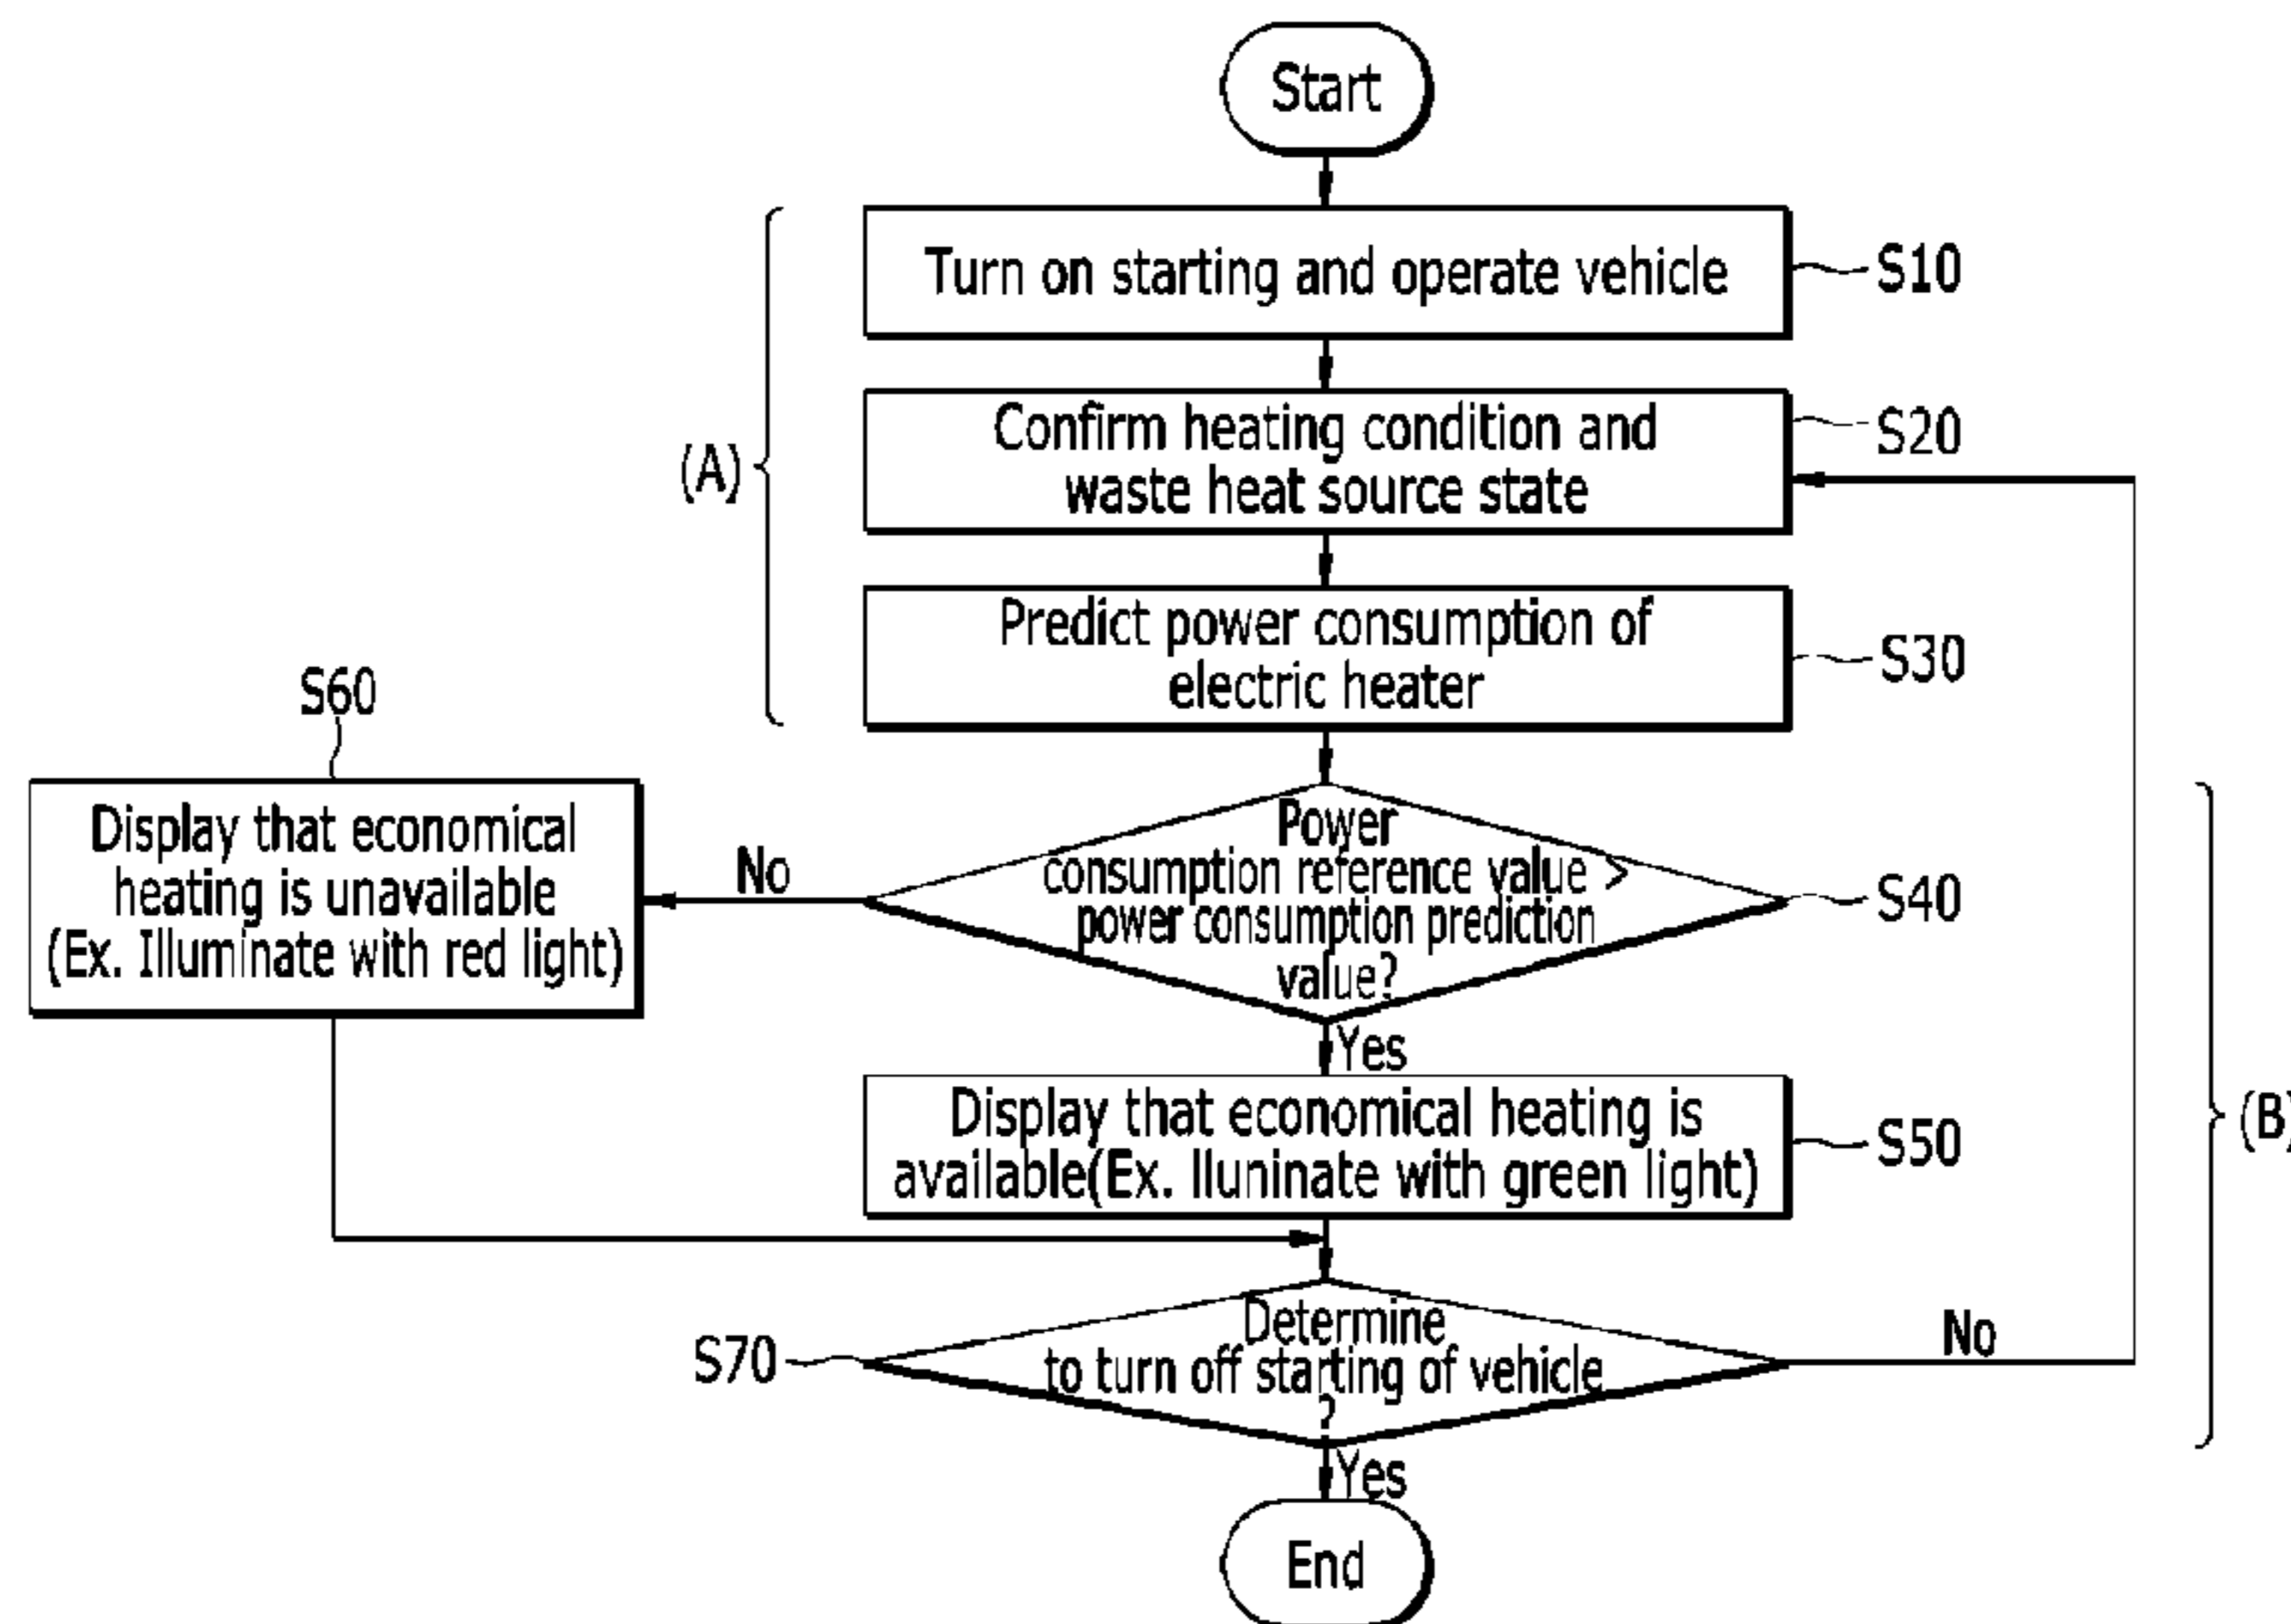 Start
Turn on starting and operate vehicle
S10
Confirm heating condition and
waste heat source state
S20
(A)
Predict power consumption of
electric heater
S30
S60
Display that economical
heating is unavailable
(Ex. Illuminate with red light)
No
Power
consumption reference value >
power consumption prediction
value?
S40
Yes
Display that economical heating is
available(Ex. Iluninate with green light)
S50
(B)
S70
Determine
to turn off starting of vehicle
?
No
Yes
End